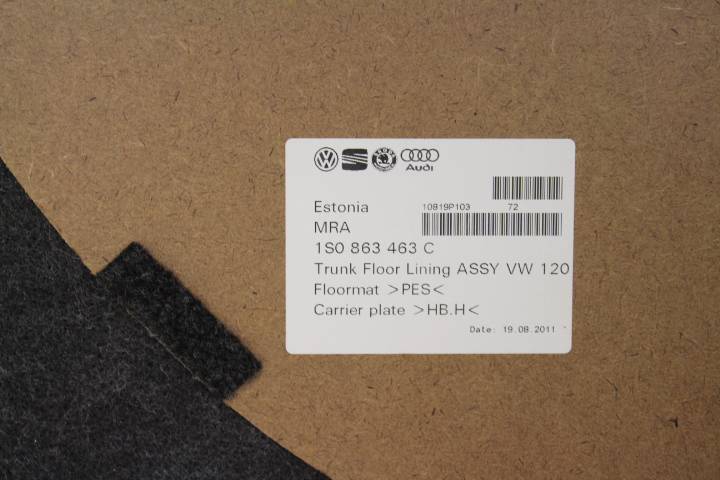 Audi
Estonia
10819P103 72
MRA
1S0 863 463 C
Trunk Floor Lining ASSY VW 120
Floormat >PES<
Carrier plate >HB.H<
Date: 19.08.2011